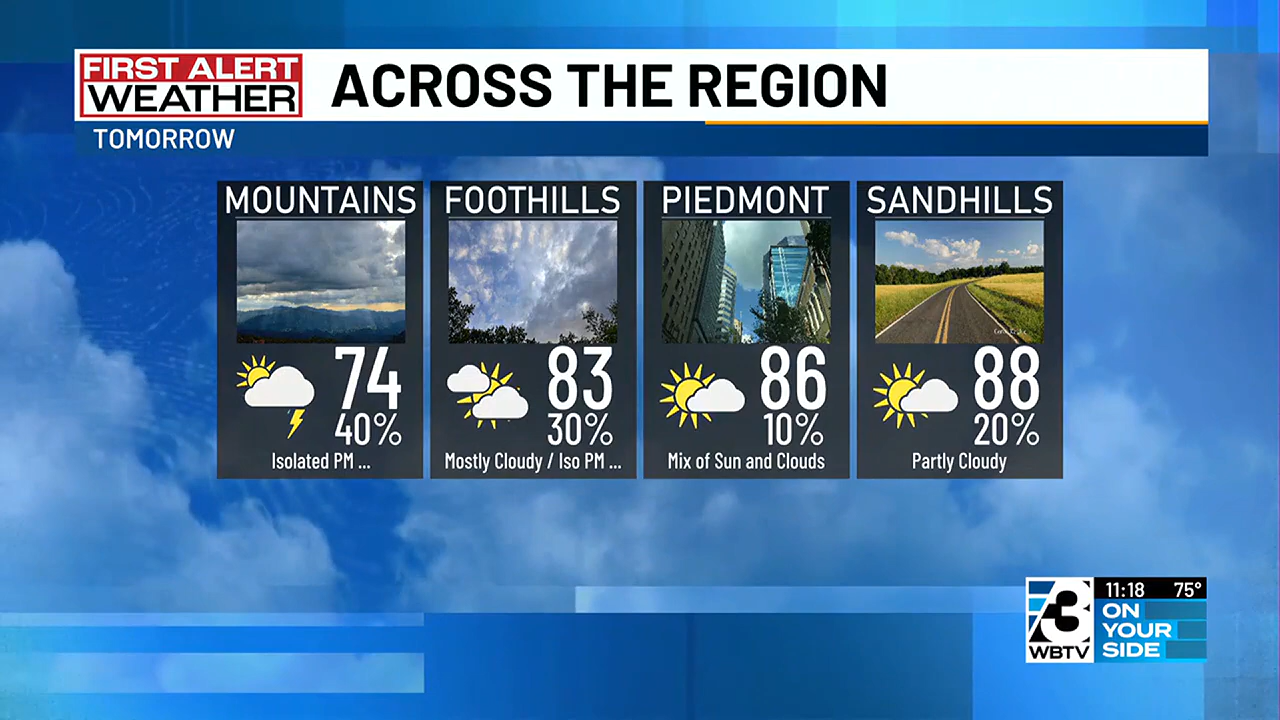 FIRST ALERT
WEATHER
ACROSS THE REGION
TOMORROW
MOUNTAINS
74
40%
Isolated PM ...
FOOTHILLS
83
30%
Mostly Cloudy / Iso PM ...
PIEDMONT
86
10%
Mix of Sun and Clouds
SANDHILLS
88
20%
Partly Cloudy
3
WBTV
11:18 75°
ON
YOUR
SIDE